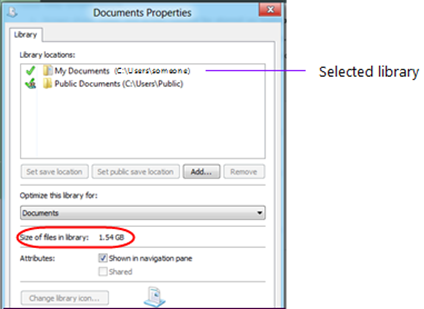 Documents Properties
Library
Library locations:
My Documents (C:\Users\someone)
Selected library
Public Documents (C:\Users\Public)
Set save location
Set public save location
Add...
Remove
Optimize this library for:
Documents
Size of files in library: 1.54 GB
Attributes:
Shown in navigation pane
Shared
Change library icon...